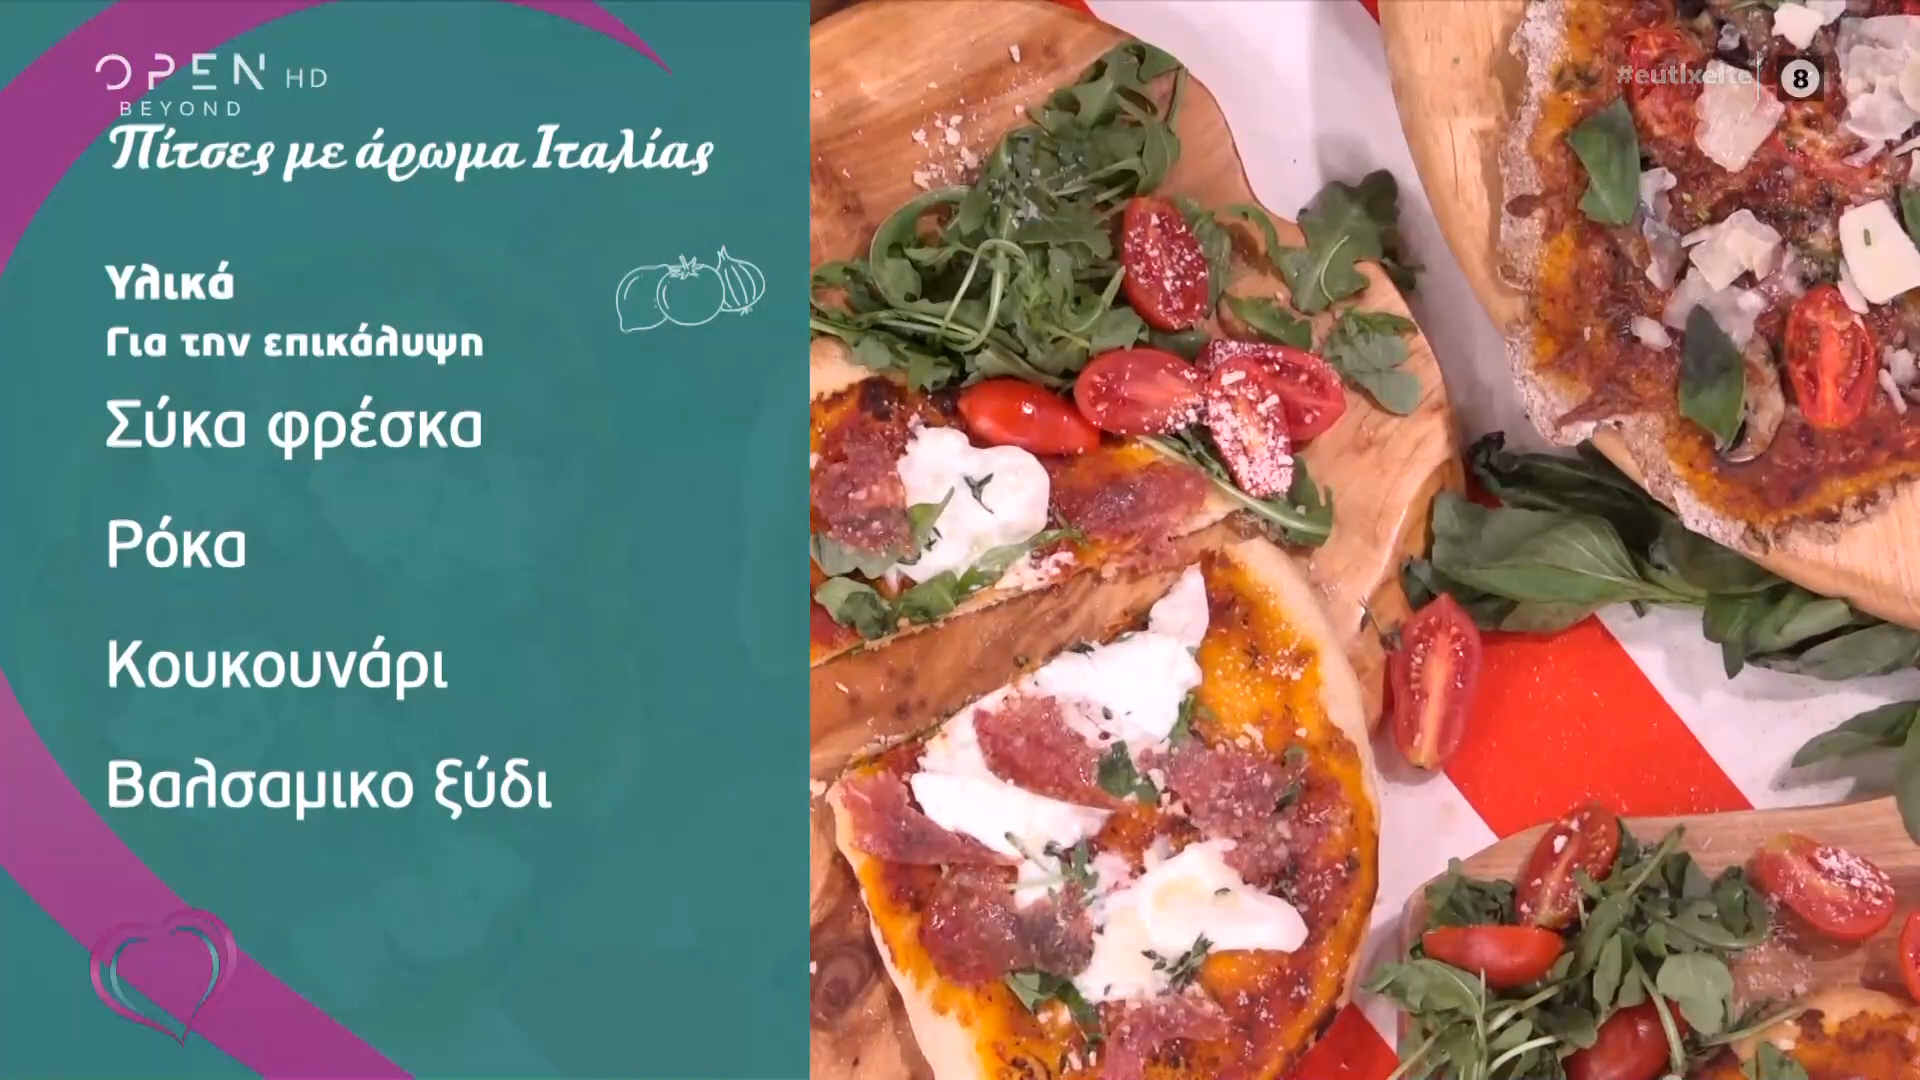 OPEN HD
BEYOND
#eutIxeite
8
Πίτσες με άρωμα Ιταλίας
Υλικά
Για την επικάλυψη
Σύκα φρέσκα
Ρόκα
Κουκουνάρι
Βαλσαμικο ξύδι